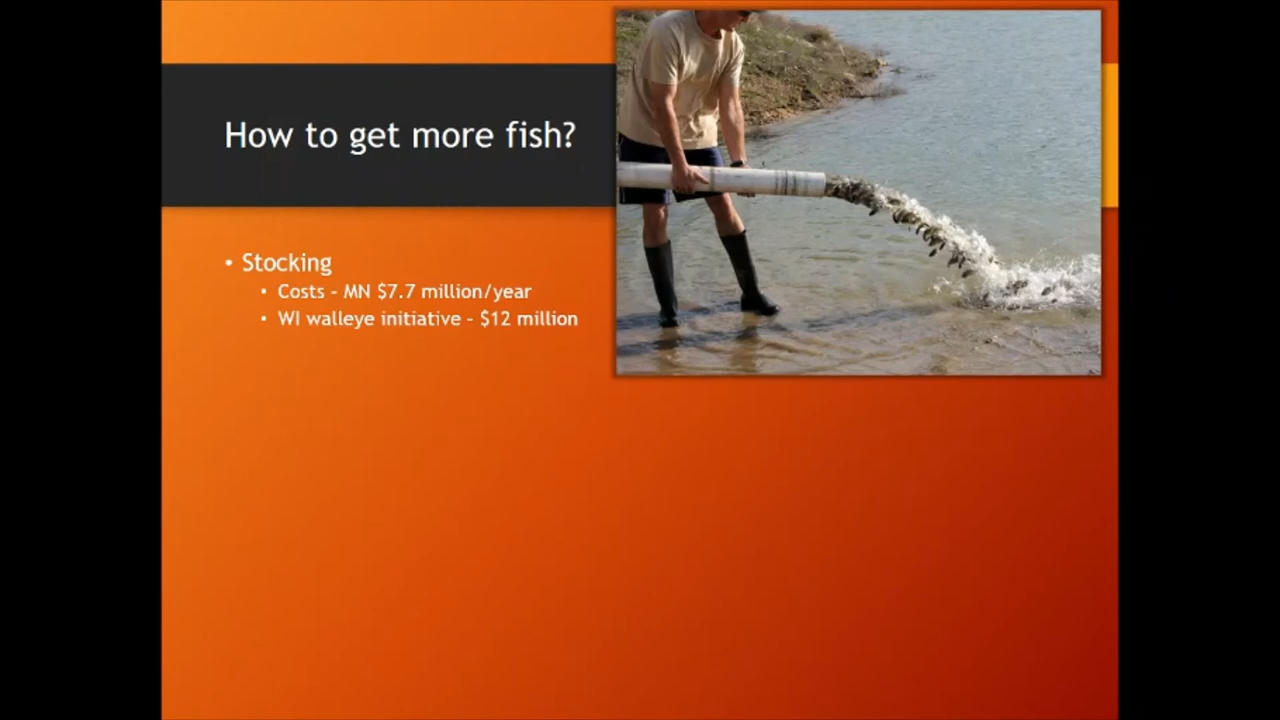 How to get more fish?
• Stocking
• Costs - MN $7.7 million/year
• WI walleye initiative - $12 million